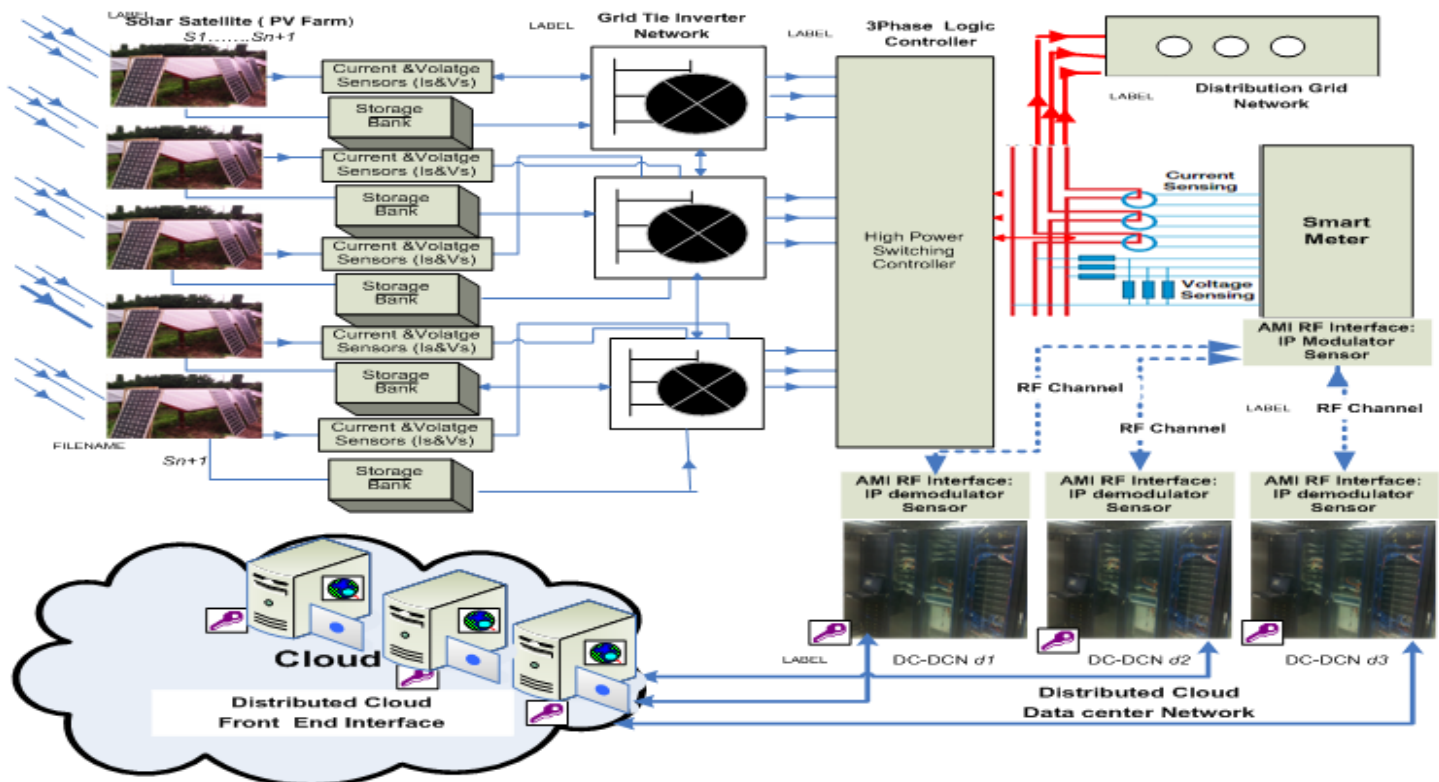 LABEL
Solar Satellite ( PV Farm)
S1.......Sn+1
LABEL
Grid Tie Inverter
Network
LABEL
3Phase Logic
Controller
LABEL
Distribution Grid
Network
Current &Volatge
Sensors (Is&Vs)
Storage
Bank
Current &Volatge
Sensors (Is&Vs)
Storage
Bank
Current &Volatge
Sensors (Is&Vs)
Storage
Bank
Current &Volatge
Sensors (Is&Vs)
Storage
Bank
Current &Volatge
Sensors (Is&Vs)
Storage
Bank
FILENAME
Sn+1
High Power
Switching
Controller
Current
Sensing
Voltage
Sensing
Smart
Meter
AMI RF Interface:
IP Modulator
Sensor
RF Channel
RF Channel
LABEL
RF Channel
AMI RF Interface:
IP demodulator
Sensor
AMI RF Interface:
IP demodulator
Sensor
AMI RF Interface:
IP demodulator
Sensor
LABEL
DC-DCN d1
DC-DCN d2
DC-DCN d3
Distributed Cloud
Data center Network
Cloud
Distributed Cloud
Front End Interface